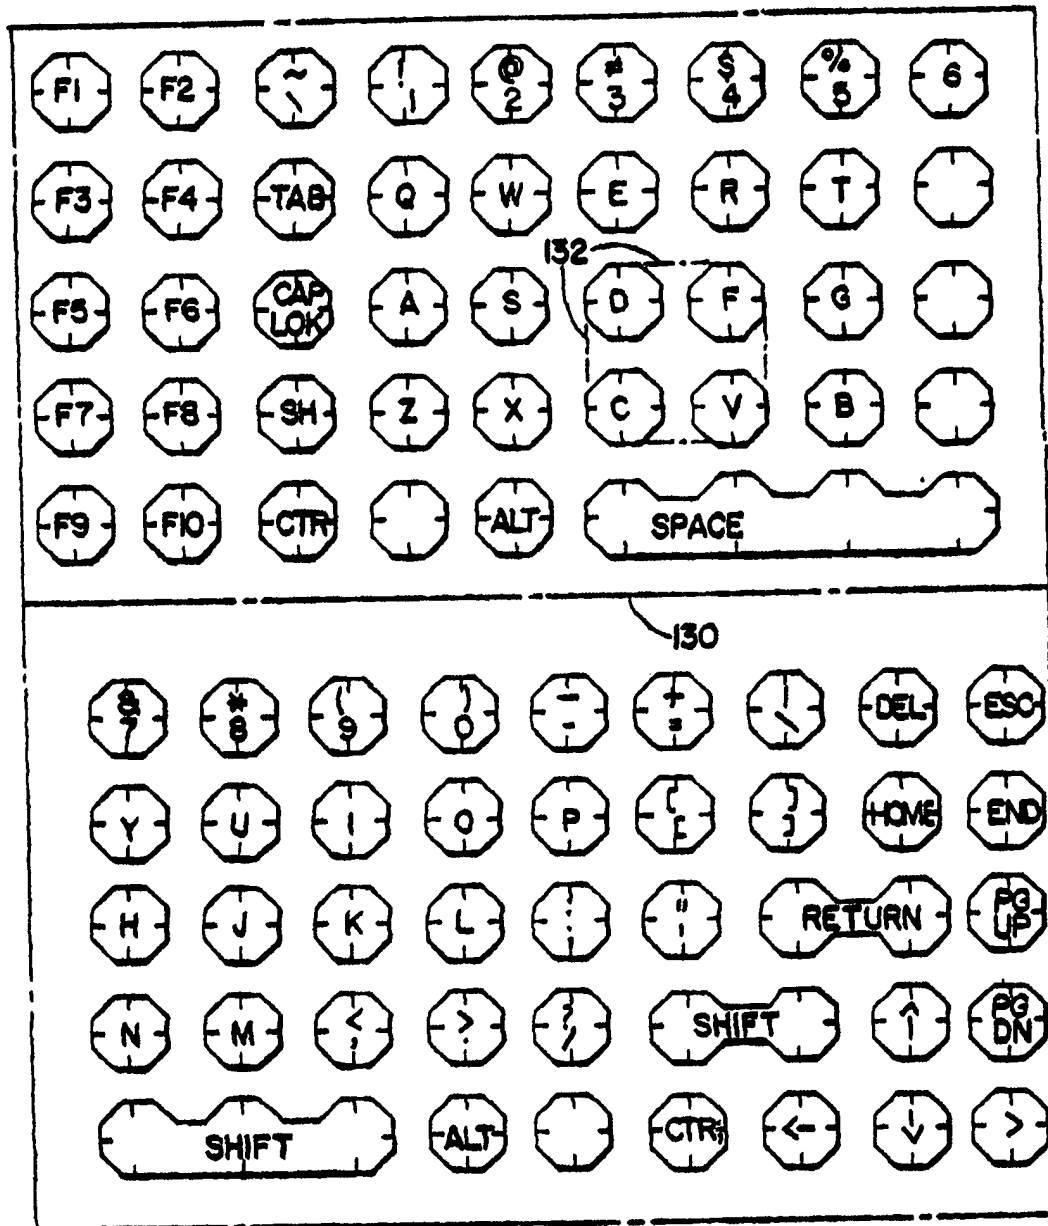 F1 F2 ~ \ ! 1 @ 2 # 3 $ 4 % 5 6
F3 F4 TAB Q W E R T
132
F5 F6 CAP LOK A S D F G
F7 F8 SH Z X C V B
F9 F10 CTR ALT SPACE
130
& 7 * 8 ( 9 ) 0 — - + = | \ DEL ESC
Y U I O P [ [ ] ] HOME END
H J K L : ; " ' RETURN PG UP
N M < , > . ? / SHIFT ↑ PG DN
SHIFT ALT CTR ← ↓ >